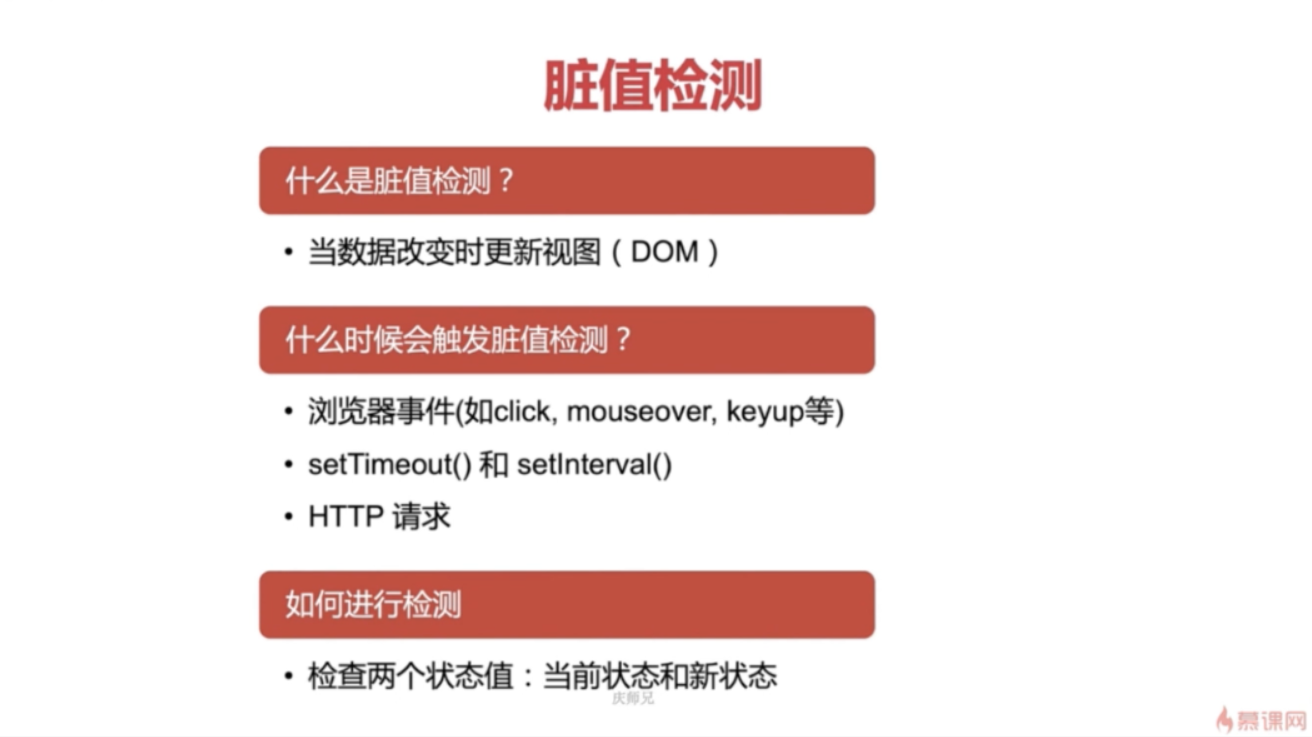 脏值检测
什么是脏值检测？
• 当数据改变时更新视图（DOM）
什么时候会触发脏值检测？
• 浏览器事件(如click, mouseover, keyup等)
• setTimeout() 和 setInterval()
• HTTP 请求
如何进行检测
• 检查两个状态值：当前状态和新状态
庆师兄
慕课网